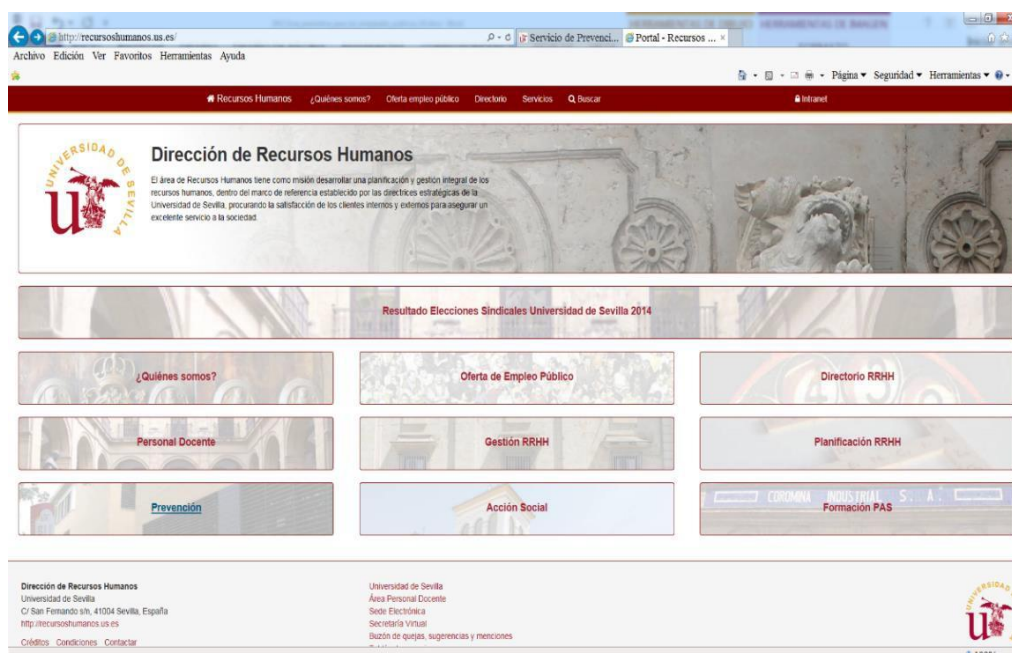 http://recursoshumanos.us.es/
Servicio de Prevenci...
Portal - Recursos ...
Archivo Edición Ver Favoritos Herramientas Ayuda
Página Seguridad Herramientas
Recursos Humanos ¿Quiénes somos? Oferta empleo público Directorio Servicios Buscar Intranet
UNIVERSIDAD DE SEVILLA
Dirección de Recursos Humanos
El área de Recursos Humanos tiene como misión desarrollar una planificación y gestión integral de los
recursos humanos, dentro del marco de referencia establecido por las directrices estratégicas de la
Universidad de Sevilla, procurando la satisfacción de los clientes internos y externos para asegurar un
excelente servicio a la sociedad.
Resultado Elecciones Sindicales Universidad de Sevilla 2014
¿Quiénes somos?
Oferta de Empleo Público
Directorio RRHH
Personal Docente
Gestión RRHH
Planificación RRHH
Prevención
Acción Social
COROMINA INDUSTRIAL S. A.
Formación PAS
Dirección de Recursos Humanos
Universidad de Sevilla
C/ San Fernando s/n, 41004 Sevilla, España
http://recursoshumanos.us.es
Créditos Condiciones Contactar
Universidad de Sevilla
Área Personal Docente
Sede Electrónica
Secretaría Virtual
Buzón de quejas, sugerencias y menciones